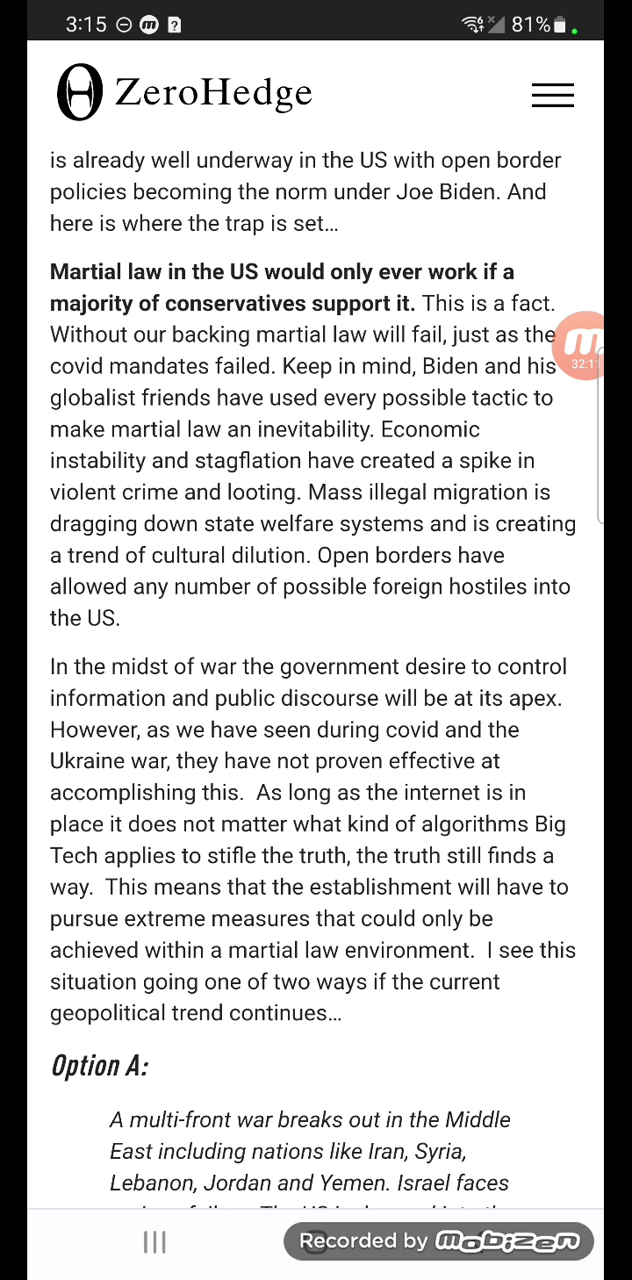 3:15 81%
ZeroHedge
is already well underway in the US with open border
policies becoming the norm under Joe Biden. And
here is where the trap is set...
Martial law in the US would only ever work if a
majority of conservatives support it. This is a fact.
Without our backing martial law will fail, just as the
covid mandates failed. Keep in mind, Biden and his
32:1
globalist friends have used every possible tactic to
make martial law an inevitability. Economic
instability and stagflation have created a spike in
violent crime and looting. Mass illegal migration is
dragging down state welfare systems and is creating
a trend of cultural dilution. Open borders have
allowed any number of possible foreign hostiles into
the US.
In the midst of war the government desire to control
information and public discourse will be at its apex.
However, as we have seen during covid and the
Ukraine war, they have not proven effective at
accomplishing this.  As long as the internet is in
place it does not matter what kind of algorithms Big
Tech applies to stifle the truth, the truth still finds a
way.  This means that the establishment will have to
pursue extreme measures that could only be
achieved within a martial law environment.  I see this
situation going one of two ways if the current
geopolitical trend continues...
Option A:
A multi-front war breaks out in the Middle
East including nations like Iran, Syria,
Lebanon, Jordan and Yemen. Israel faces
Recorded by mobizen